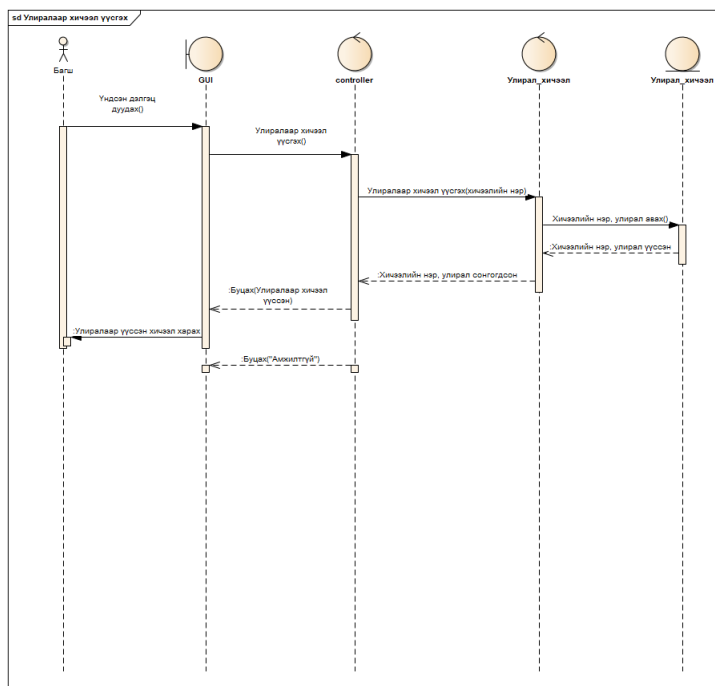 sd Улиралаар хичээл үүсгэх
Багш
GUI
controller
Улирал_хичээл
Улирал_хичээл
Үндсэн дэлгэц
дуудах()
Улиралаар хичээл
үүсгэх()
Улиралаар хичээл үүсгэх(хичээлийн нэр)
Хичээлийн нэр, улирал авах()
:Хичээлийн нэр, улирал үүссэн
:Хичээлийн нэр, улирал сонгогдсон
:Буцах(Улиралаар хичээл
үүссэн)
:Улиралаар үүссэн хичээл харах
:Буцах("Амжилтгүй")